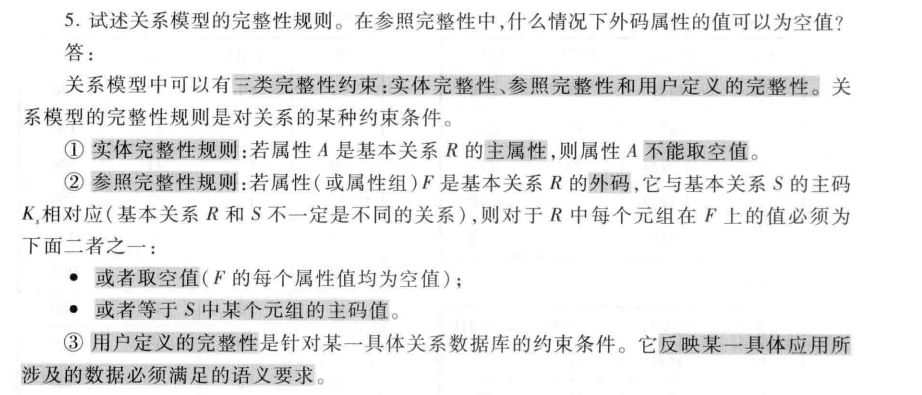 5. 试述关系模型的完整性规则。在参照完整性中,什么情况下外码属性的值可以为空值?
答:
关系模型中可以有三类完整性约束:实体完整性、参照完整性和用户定义的完整性。关
系模型的完整性规则是对关系的某种约束条件。
① 实体完整性规则:若属性 A 是基本关系 R 的主属性,则属性 A 不能取空值。
② 参照完整性规则:若属性(或属性组)F 是基本关系 R 的外码,它与基本关系 S 的主码
Ks相对应(基本关系 R 和 S 不一定是不同的关系),则对于 R 中每个元组在 F 上的值必须为
下面二者之一:
• 或者取空值(F 的每个属性值均为空值);
• 或者等于 S 中某个元组的主码值。
③ 用户定义的完整性是针对某一具体关系数据库的约束条件。它反映某一具体应用所
涉及的数据必须满足的语义要求。